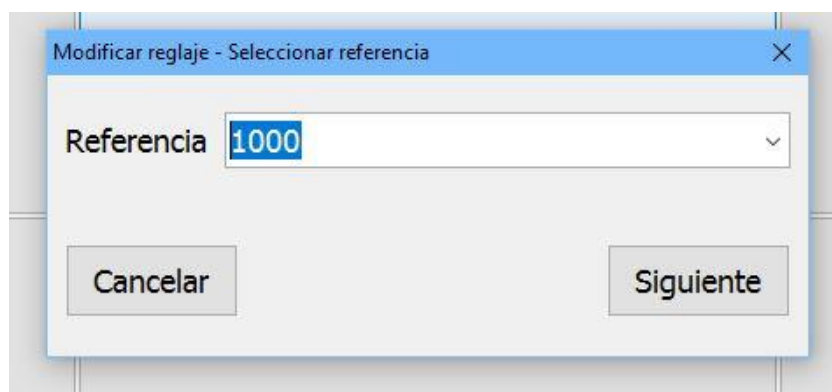 Modificar reglaje - Seleccionar referencia
Referencia 1000
Cancelar Siguiente